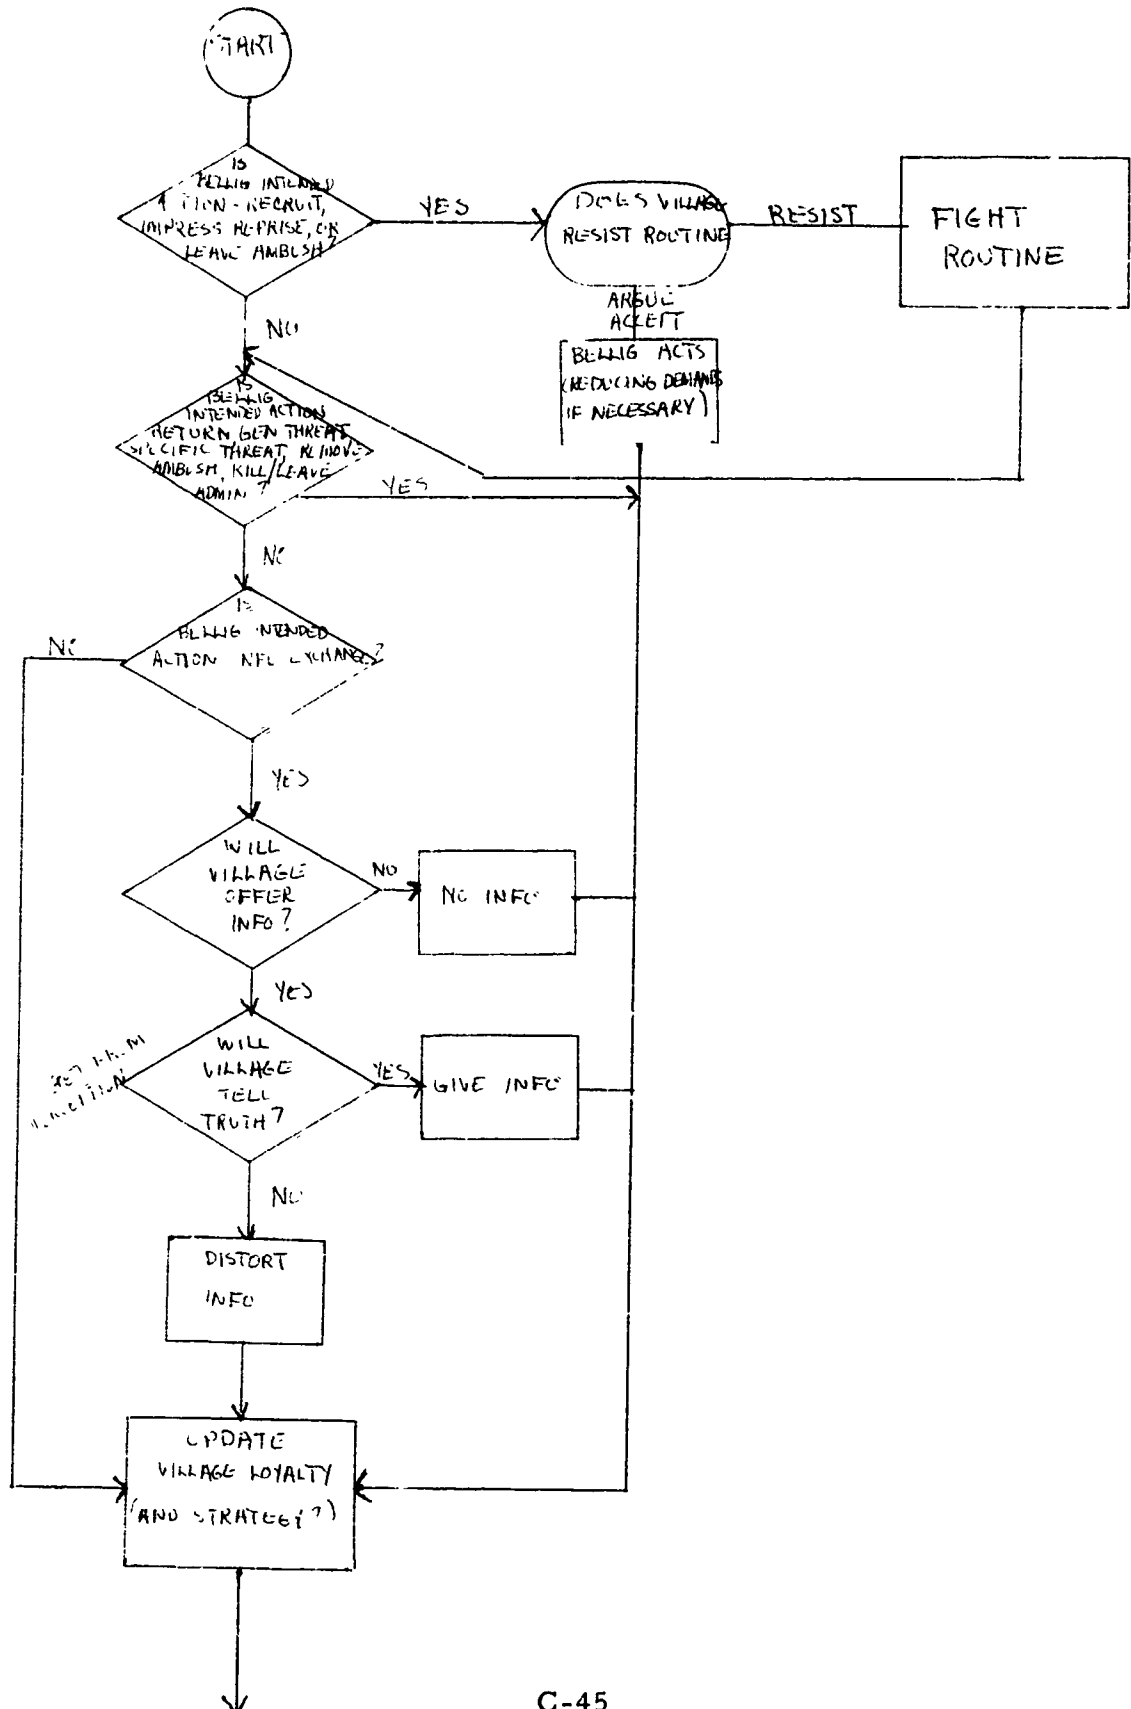 START
IS
BELLIG INTENDED
ACTION - RECRUIT,
IMPRESS REPRISE, OR
LEAVE AMBUSH?
YES
DOES VILLAGE
RESIST ROUTINE
RESIST
FIGHT
ROUTINE
NO
ARGUE
ACCEPT
BELLIG ACTS
(REDUCING DEMANDS
IF NECESSARY)
IS
BELLIG
INTENDED ACTION
RETURN, GEN THREAT,
SPECIFIC THREAT, REMOVE
AMBUSH, KILL/LEAVE
ADMIN?
YES
NO
IS
BELLIG INTENDED
ACTION INFO EXCHANGE?
NO
YES
WILL
VILLAGE
OFFER
INFO?
NO
NO INFO
YES
WILL
VILLAGE
TELL
TRUTH?
YES
GIVE INFO
NO
DISTORT
INFO
UPDATE
VILLAGE LOYALTY
(AND STRATEGY?)
C-45